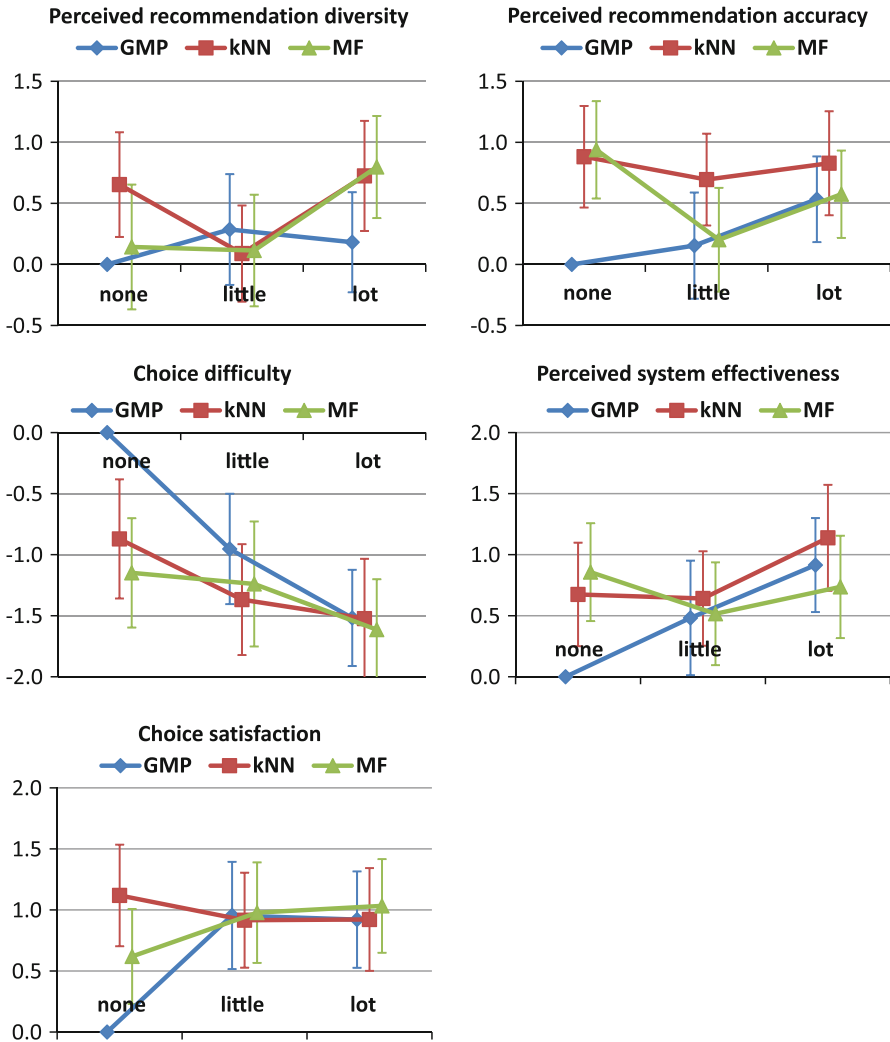 Perceived recommendation diversity
GMP kNN MF
1.5
1.0
0.5
0.0
-0.5
none little lot
Perceived recommendation accuracy
GMP kNN MF
1.5
1.0
0.5
0.0
-0.5
none little lot
Choice difficulty
GMP kNN MF
0.0
-0.5
-1.0
-1.5
-2.0
none little lot
Perceived system effectiveness
GMP kNN MF
2.0
1.5
1.0
0.5
0.0
none little lot
Choice satisfaction
GMP kNN MF
2.0
1.5
1.0
0.5
0.0
none little lot